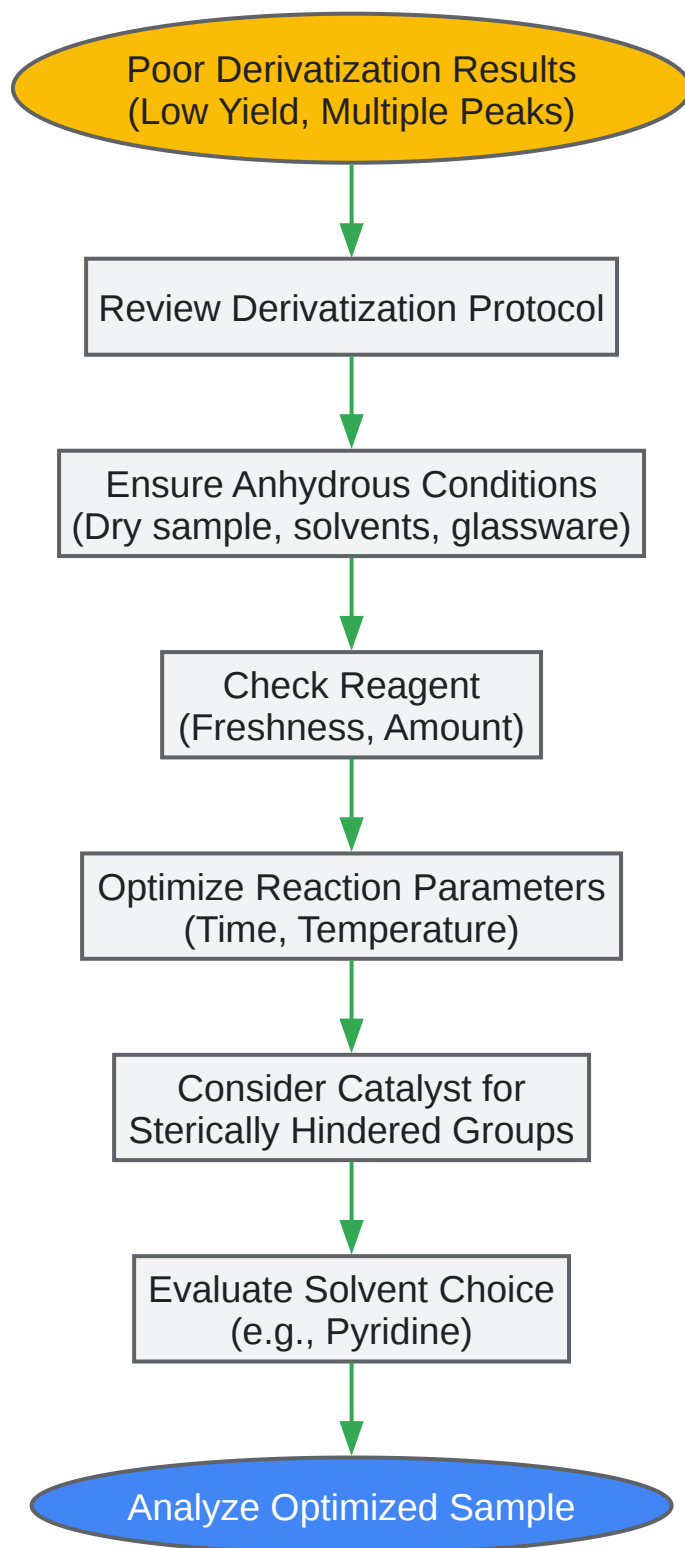 Poor Derivatization Results
(Low Yield, Multiple Peaks)
Review Derivatization Protocol
Ensure Anhydrous Conditions
(Dry sample, solvents, glassware)
Check Reagent
(Freshness, Amount)
Optimize Reaction Parameters
(Time, Temperature)
Consider Catalyst for
Sterically Hindered Groups
Evaluate Solvent Choice
(e.g., Pyridine)
Analyze Optimized Sample